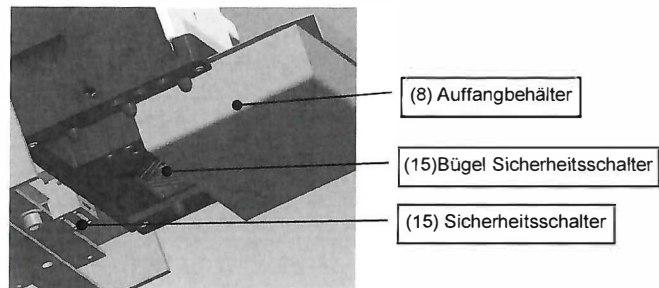 (8) Auffangbehälter
(15)Bügel Sicherheitsschalter
(15) Sicherheitsschalter